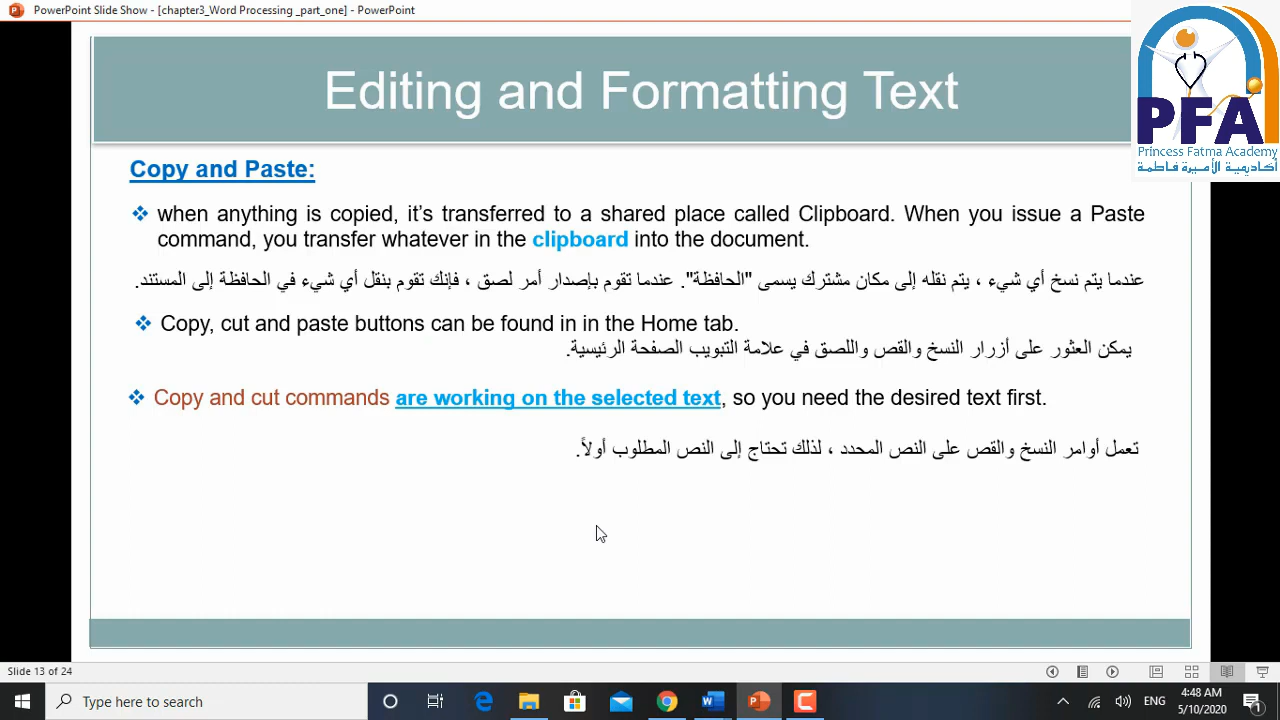 PowerPoint Slide Show - [chapter3_Word Processing _part_one] - PowerPoint
PFA
Princess Fatma Academy
أكاديمية الأميرة فاطمة
Editing and Formatting Text
Copy and Paste:
❖ when anything is copied, it’s transferred to a shared place called Clipboard. When you issue a Paste
command, you transfer whatever in the clipboard into the document.
عندما يتم نسخ أي شيء ، يتم نقله إلى مكان مشترك يسمى "الحافظة". عندما تقوم بإصدار أمر لصق ، فإنك تقوم بنقل أي شيء في الحافظة إلى المستند.
❖ Copy, cut and paste buttons can be found in in the Home tab.
يمكن العثور على أزرار النسخ والقص واللصق في علامة التبويب الصفحة الرئيسية.
❖ Copy and cut commands are working on the selected text, so you need the desired text first.
تعمل أوامر النسخ والقص على النص المحدد ، لذلك تحتاج إلى النص المطلوب أولاً.
Slide 13 of 24
Type here to search
ENG
4:48 AM
5/10/2020
1